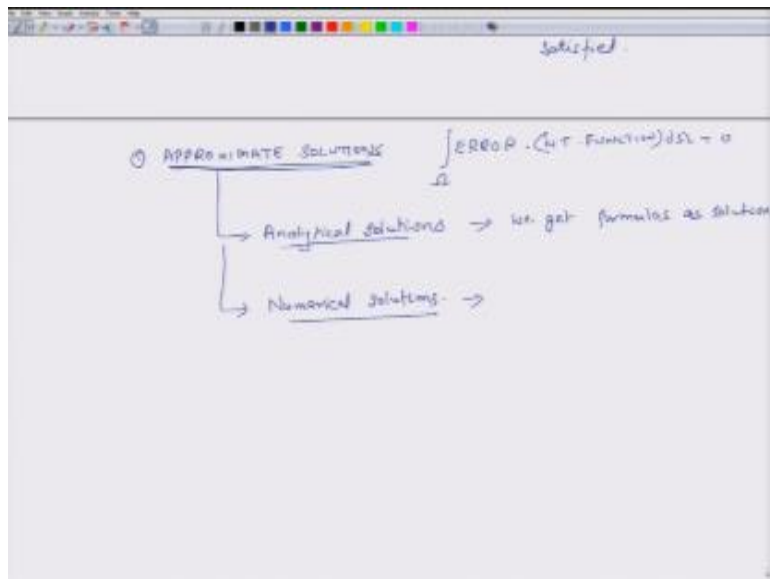 satisfied.
① APPROXIMATE SOLUTIONS ∫ ERROR . (WT FUNCTION) dΩ = 0
Ω
→ Analytical solutions → we get formulas as solution
→ Numerical solutions. →